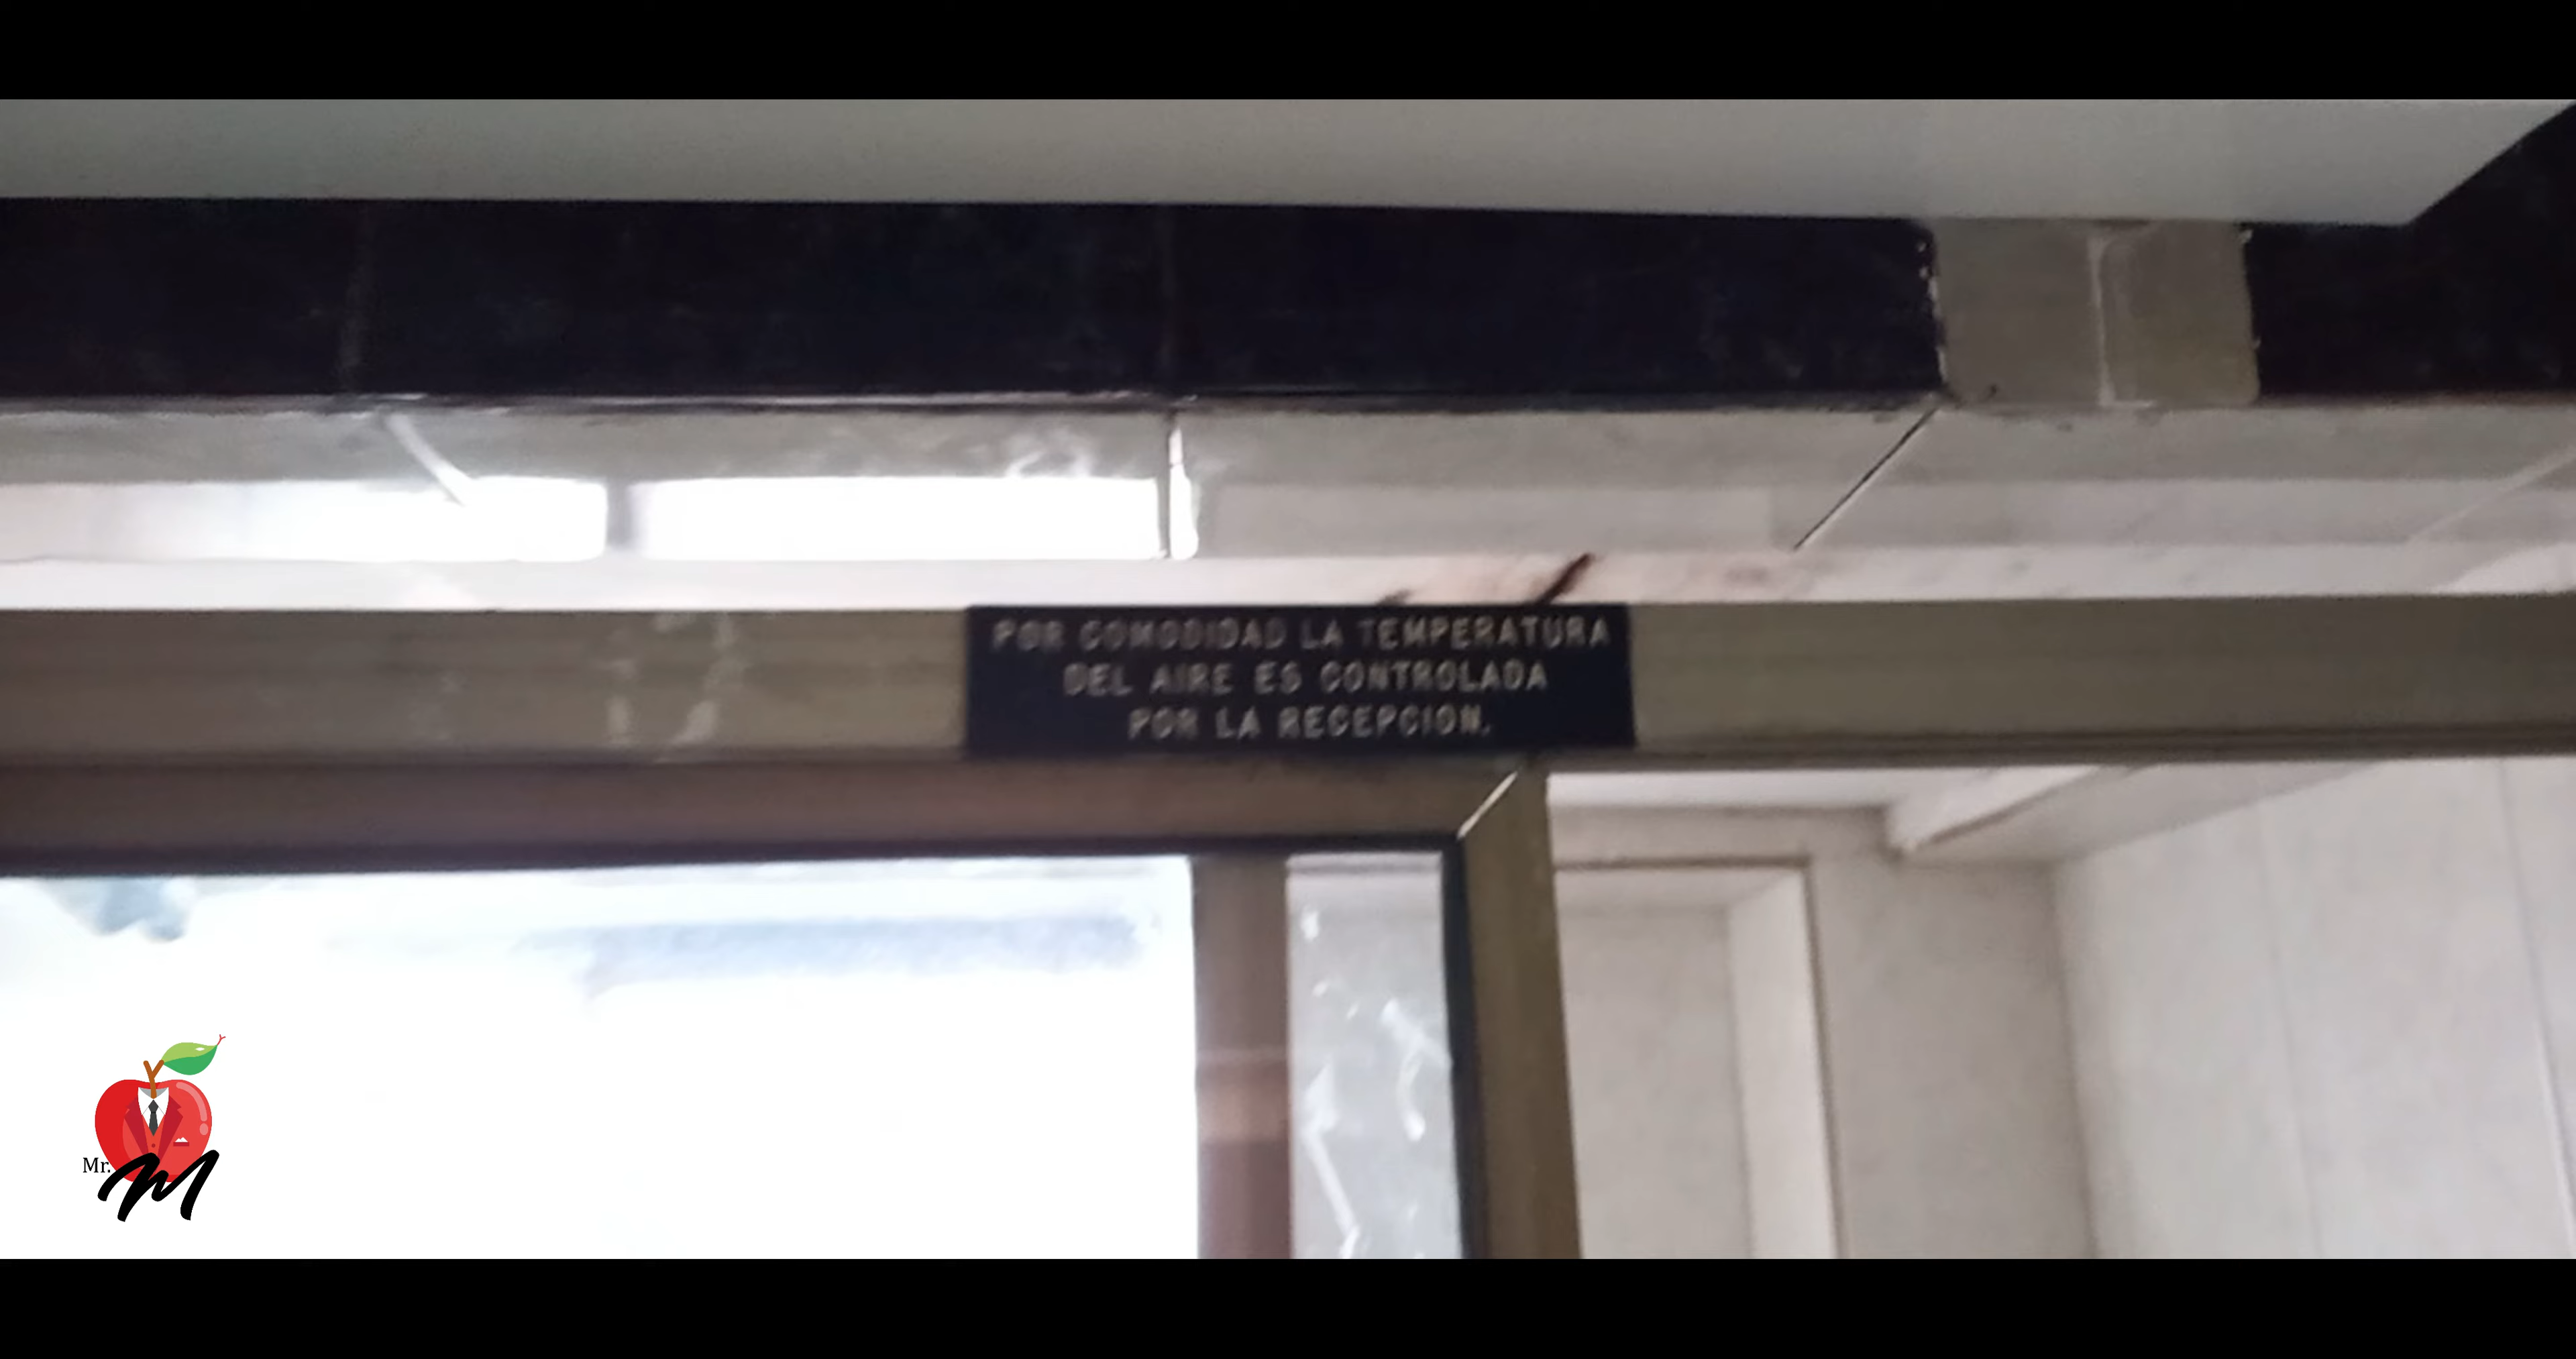 POR COMODIDAD LA TEMPERATURA
DEL AIRE ES CONTROLADA
POR LA RECEPCION.
Mr. M